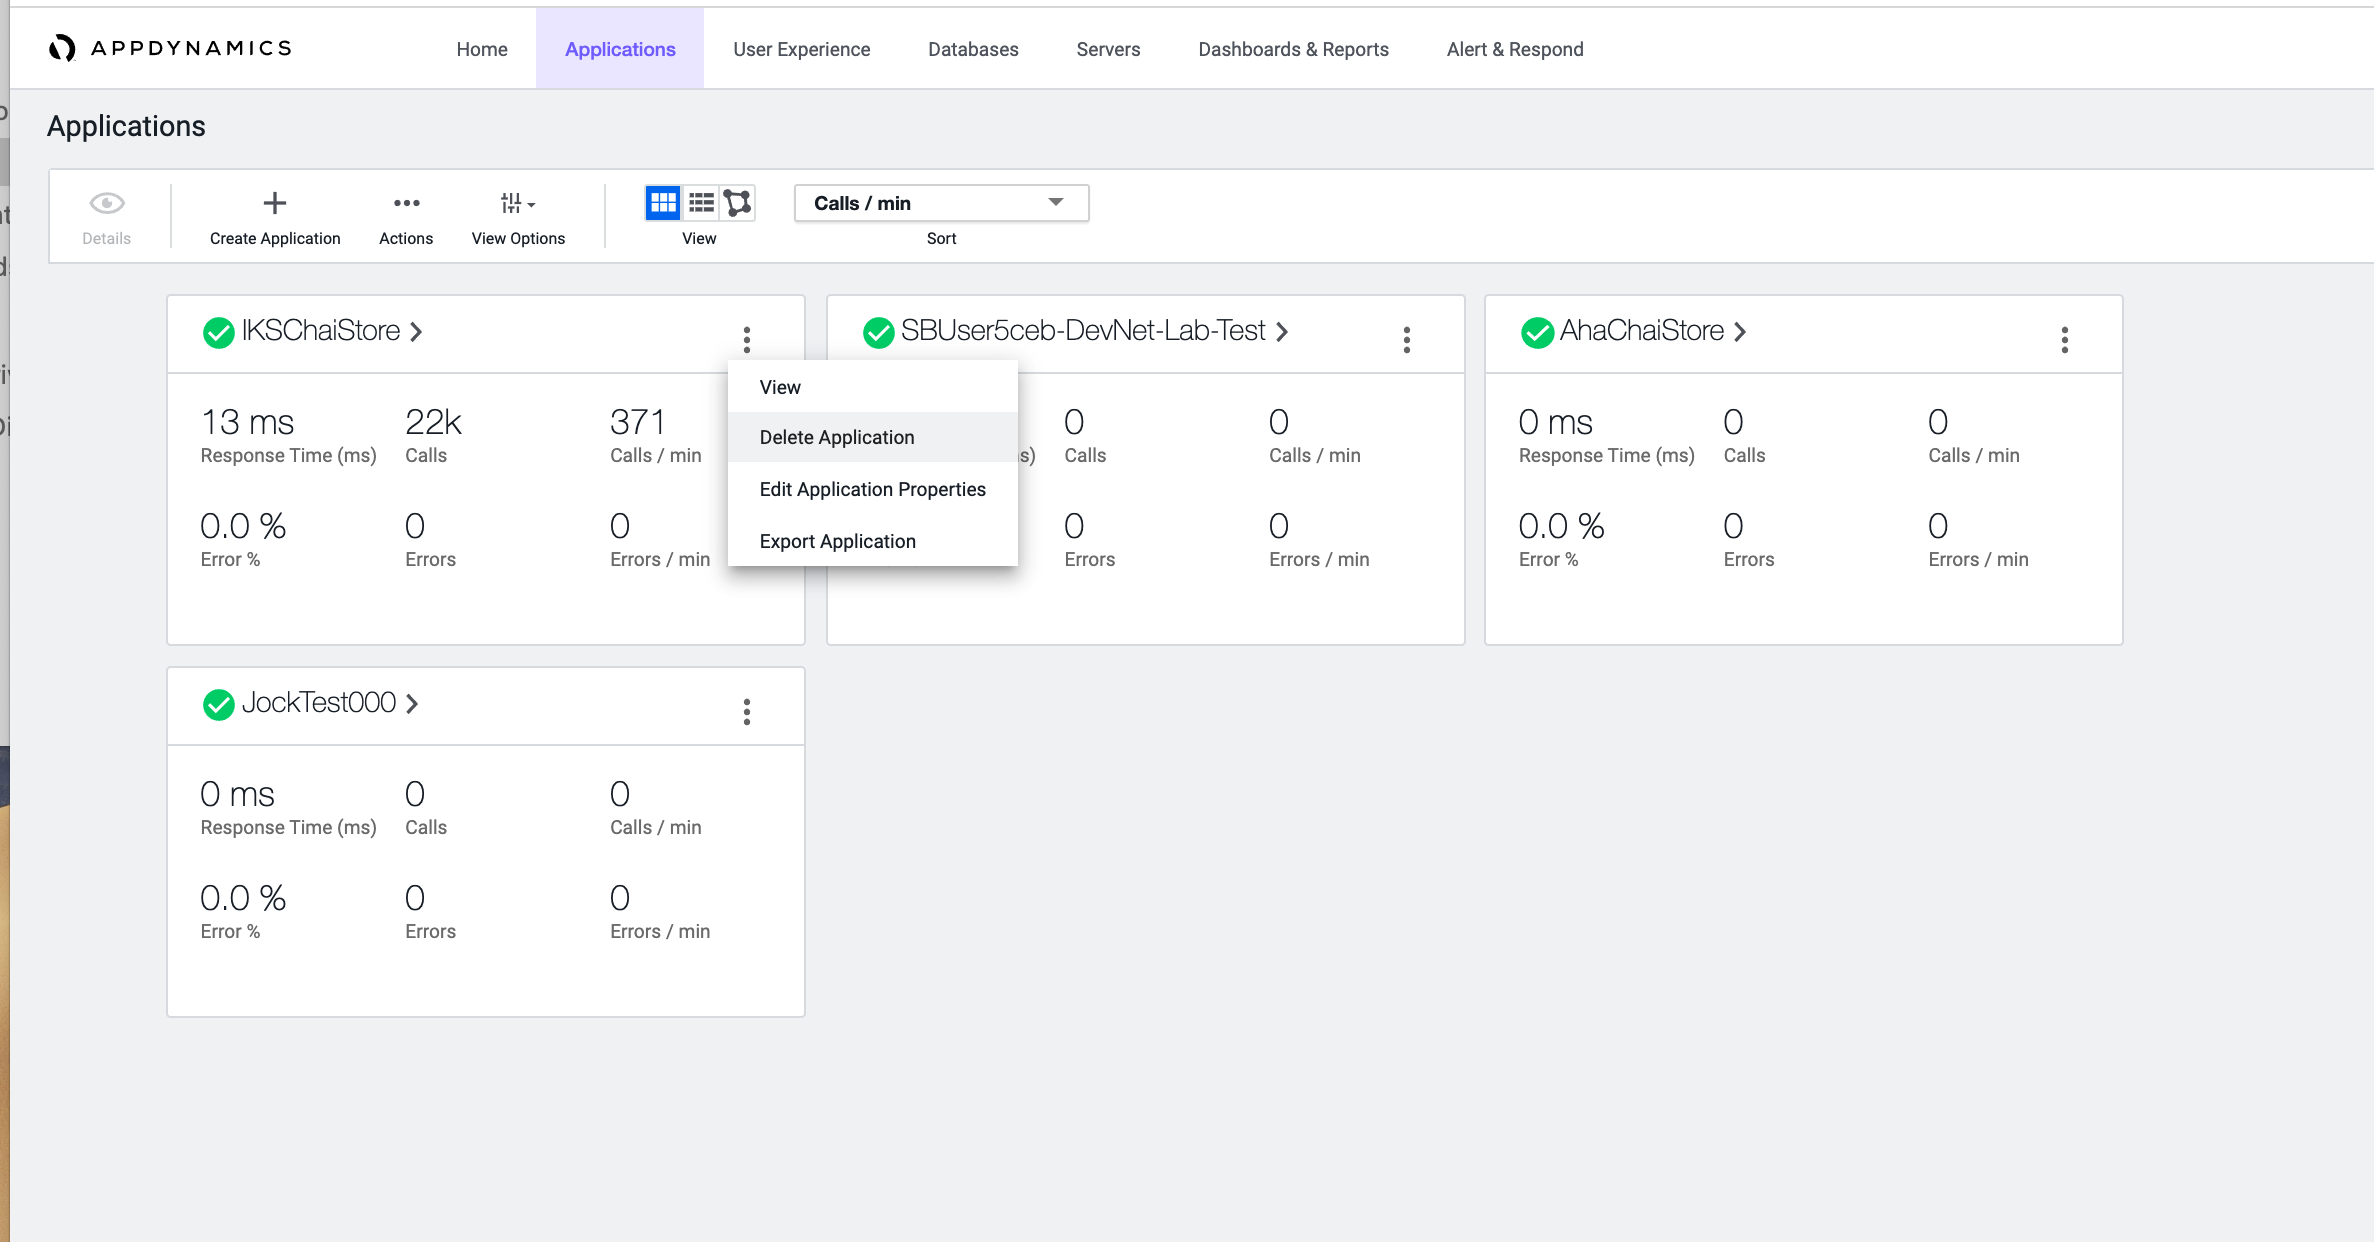 APPDYNAMICS Home Applications User Experience Databases Servers Dashboards & Reports Alert & Respond
Applications
Calls / min
Details Create Application Actions View Options View Sort
IKSChaiStore SBUser5ceb-DevNet-Lab-Test AhaChaiStore
View
Delete Application
Edit Application Properties
Export Application
13 ms 22k 371 0 0 0 ms 0 0
Response Time (ms) Calls Calls / min s) Calls Calls / min Response Time (ms) Calls Calls / min
0.0 % 0 0 0 0 0.0 % 0 0
Error % Errors Errors / min Errors Errors / min Error % Errors Errors / min
JockTest000
0 ms 0 0
Response Time (ms) Calls Calls / min
0.0 % 0 0
Error % Errors Errors / min